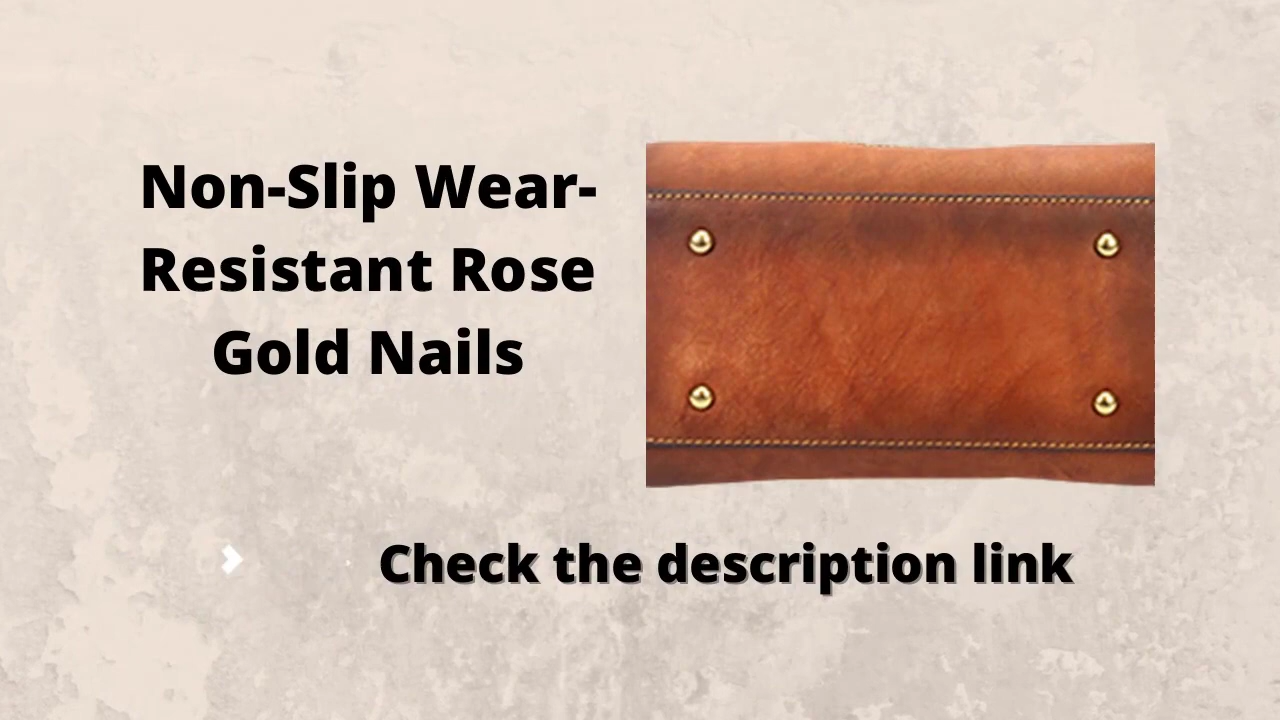 Non-Slip Wear-
Resistant Rose
Gold Nails
Check the description link